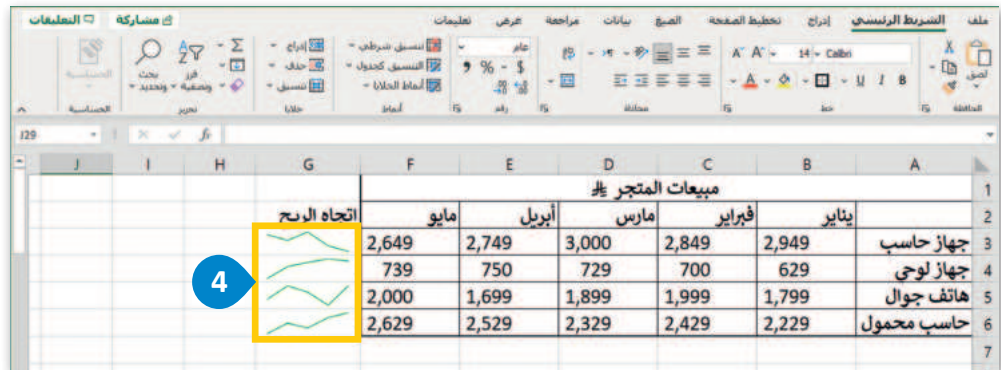 ملف الشريط الرئيسي إدراج تخطيط الصفحة الصيغ بيانات مراجعة عرض تعليمات مشاركة التعليقات
Calibri 14 عام تنسيق شرطي إدراج
لصق B I U $ % التنسيق كجدول حذف فرز وتصفية بحث وتحديد الحساسية
أنماط الخلايا تنسيق
الحافظة خط محاذاة رقم أنماط خلايا تحرير الحساسية
J29 fx
A B C D E F G H I J
1 مبيعات المتجر
2 يناير فبراير مارس أبريل مايو اتجاه الربح
3 جهاز حاسب 2,949 2,849 3,000 2,749 2,649
4 جهاز لوحي 629 700 729 750 739
5 هاتف جوال 1,799 1,999 1,899 1,699 2,000
6 حاسب محمول 2,229 2,429 2,329 2,529 2,629
7
4